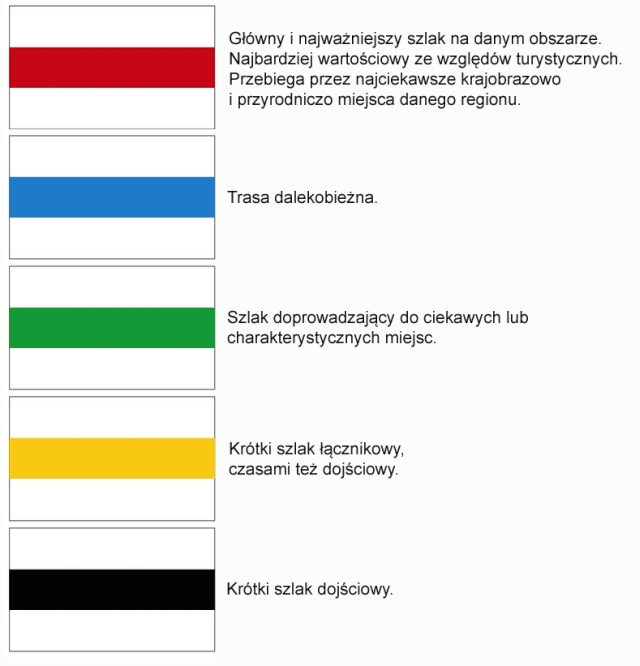 Główny i najważniejszy szlak na danym obszarze.
Najbardziej wartościowy ze względów turystycznych.
Przebiega przez najciekawsze krajobrazowo
i przyrodniczo miejsca danego regionu.
Trasa dalekobieżna.
Szlak doprowadzający do ciekawych lub
charakterystycznych miejsc.
Krótki szlak łącznikowy,
czasami też dojściowy.
Krótki szlak dojściowy.